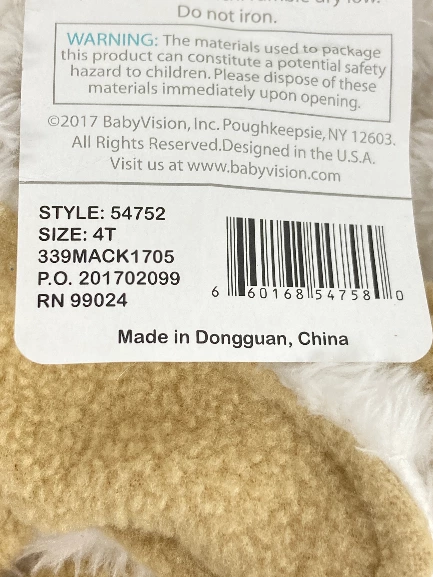 tumble dry low.
Do not iron.
WARNING: The materials used to package
this product can constitute a potential safety
hazard to children. Please dispose of these
materials immediately upon opening.
©2017 BabyVision, Inc. Poughkeepsie, NY 12603.
All Rights Reserved.Designed in the U.S.A.
Visit us at www.babyvision.com
STYLE: 54752
SIZE: 4T
339MACK1705
P.O. 201702099
RN 99024
6 60168 54758 0
Made in Dongguan, China